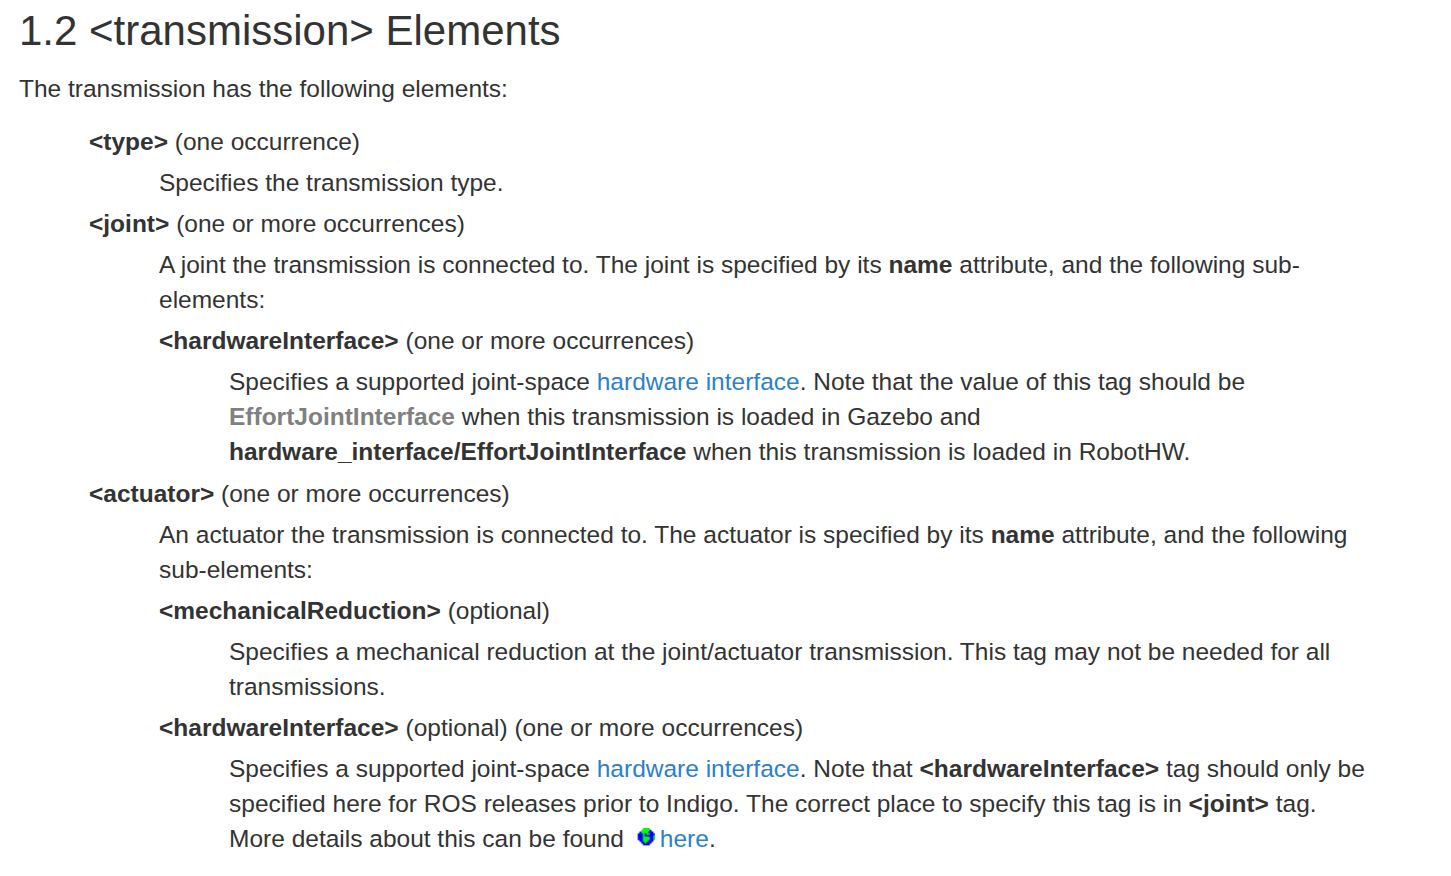 1.2 <transmission> Elements
The transmission has the following elements:
<type> (one occurrence)
Specifies the transmission type.
<joint> (one or more occurrences)
A joint the transmission is connected to. The joint is specified by its name attribute, and the following sub-
elements:
<hardwareInterface> (one or more occurrences)
Specifies a supported joint-space hardware interface. Note that the value of this tag should be
EffortJointInterface when this transmission is loaded in Gazebo and
hardware_interface/EffortJointInterface when this transmission is loaded in RobotHW.
<actuator> (one or more occurrences)
An actuator the transmission is connected to. The actuator is specified by its name attribute, and the following
sub-elements:
<mechanicalReduction> (optional)
Specifies a mechanical reduction at the joint/actuator transmission. This tag may not be needed for all
transmissions.
<hardwareInterface> (optional) (one or more occurrences)
Specifies a supported joint-space hardware interface. Note that <hardwareInterface> tag should only be
specified here for ROS releases prior to Indigo. The correct place to specify this tag is in <joint> tag.
More details about this can be found here.